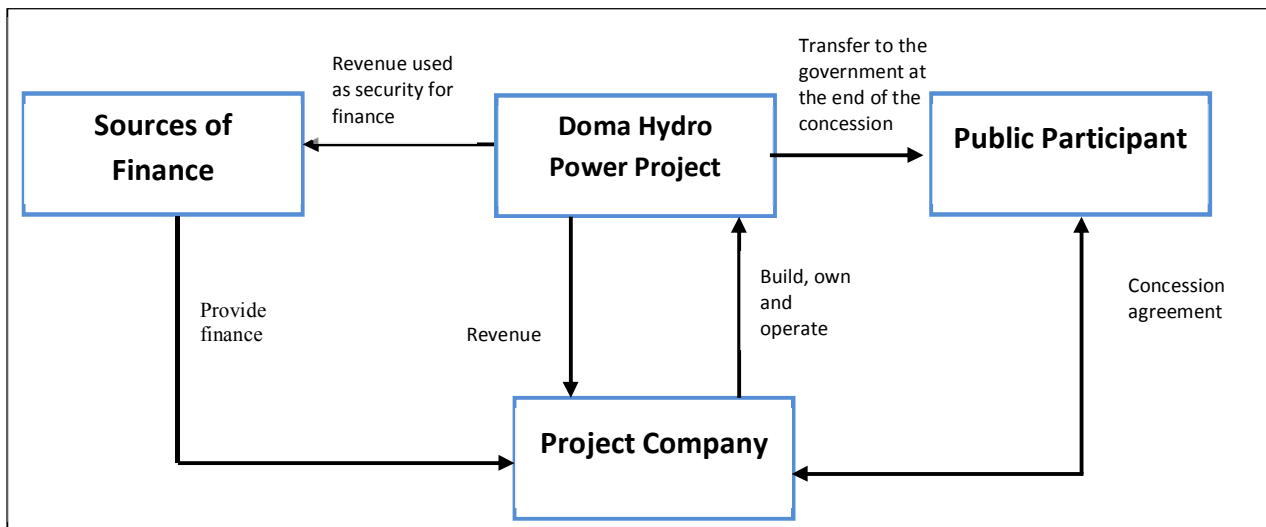 Revenue used
as security for
finance
Transfer to the
government at
the end of the
concession
Sources of
Finance
Doma Hydro
Power Project
Public Participant
Provide
finance
Revenue
Build, own
and
operate
Concession
agreement
Project Company